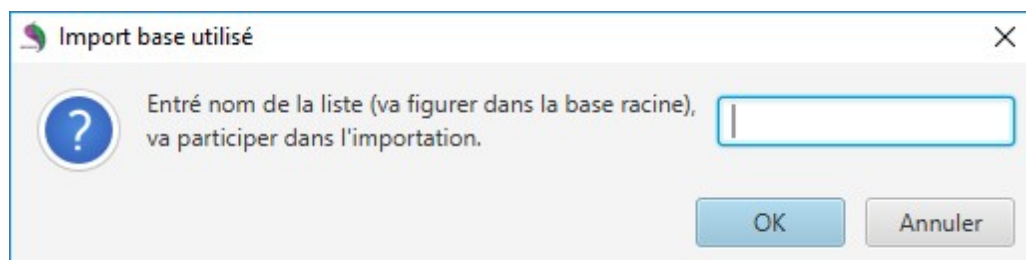 Import base utilisé
Entré nom de la liste (va figurer dans la base racine),
va participer dans l'importation.
OK
Annuler